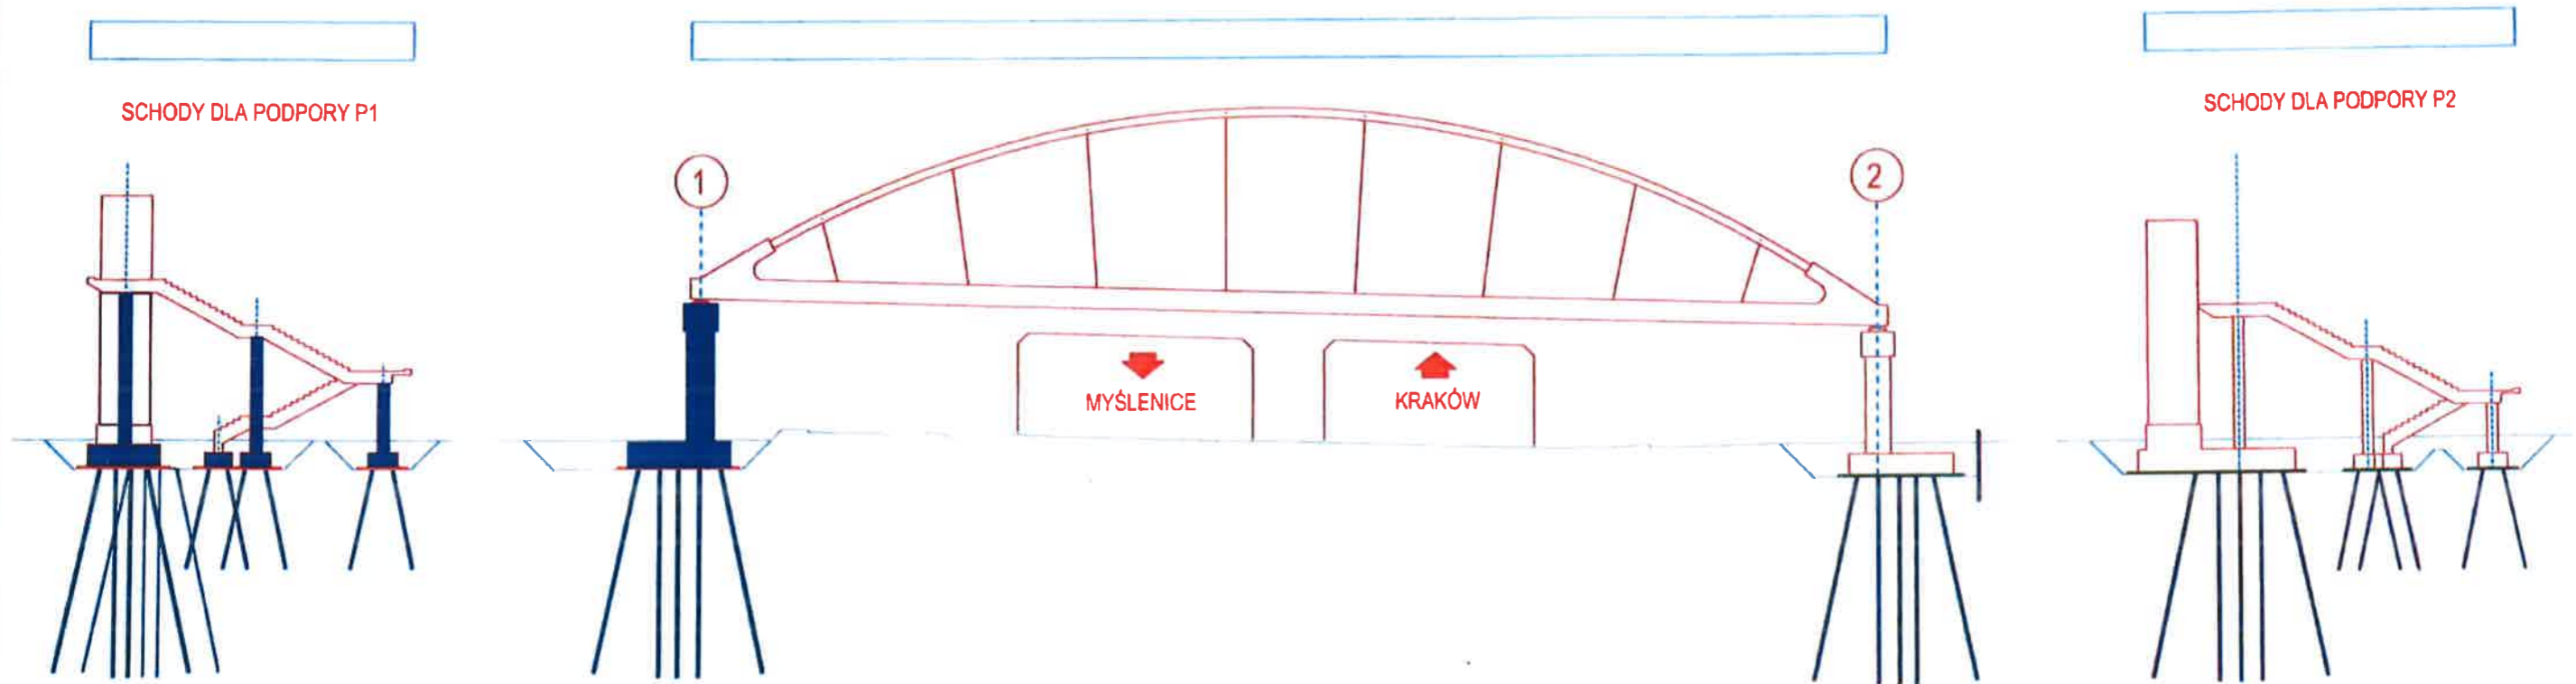 SCHODY DLA PODPORY P1
SCHODY DLA PODPORY P2
1
2
MYŚLENICE
KRAKÓW